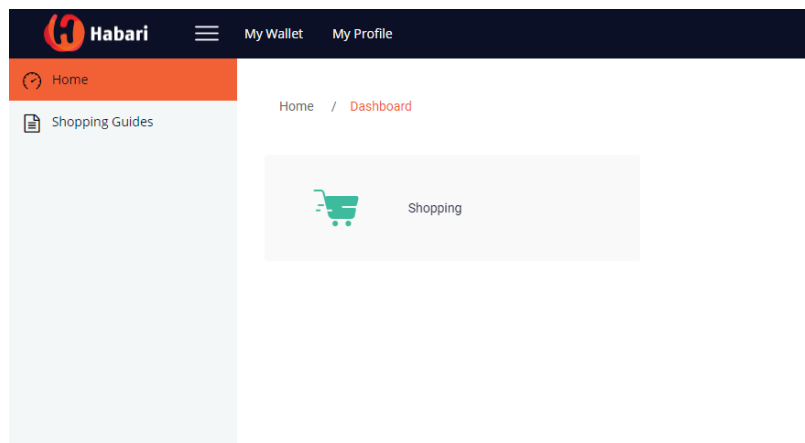 Habari My Wallet My Profile
Home
Shopping Guides
Home / Dashboard
Shopping